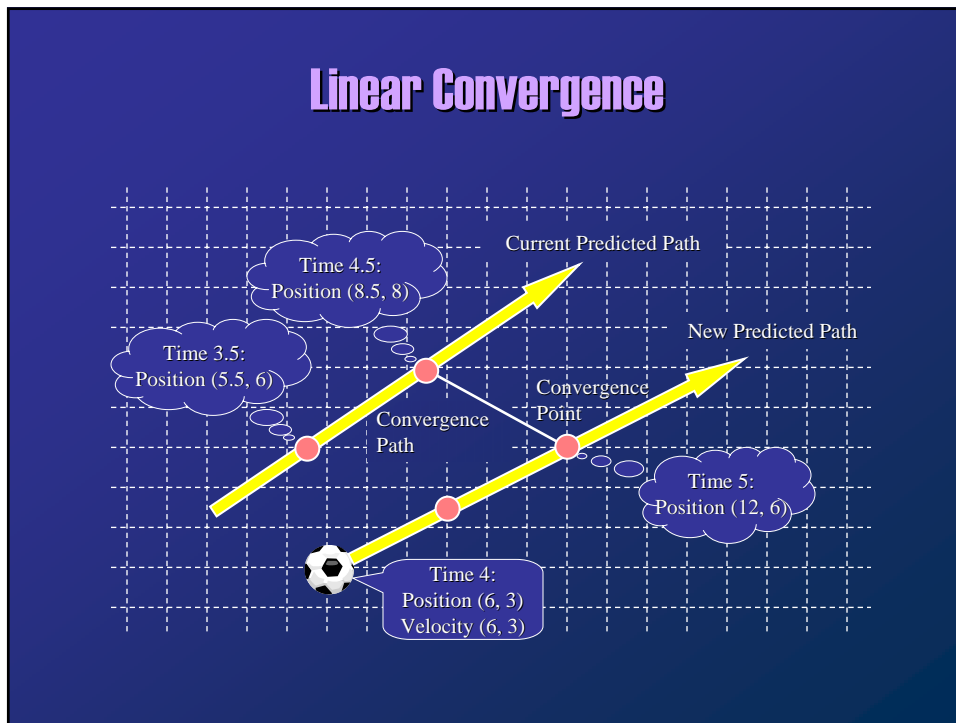 Linear Convergence
Current Predicted Path
Time 4.5:
Position (8.5, 8)
New Predicted Path
Time 3.5:
Position (5.5, 6)
Convergence
Point
Convergence
Path
Time 5:
Position (12, 6)
Time 4:
Position (6, 3)
Velocity (6, 3)